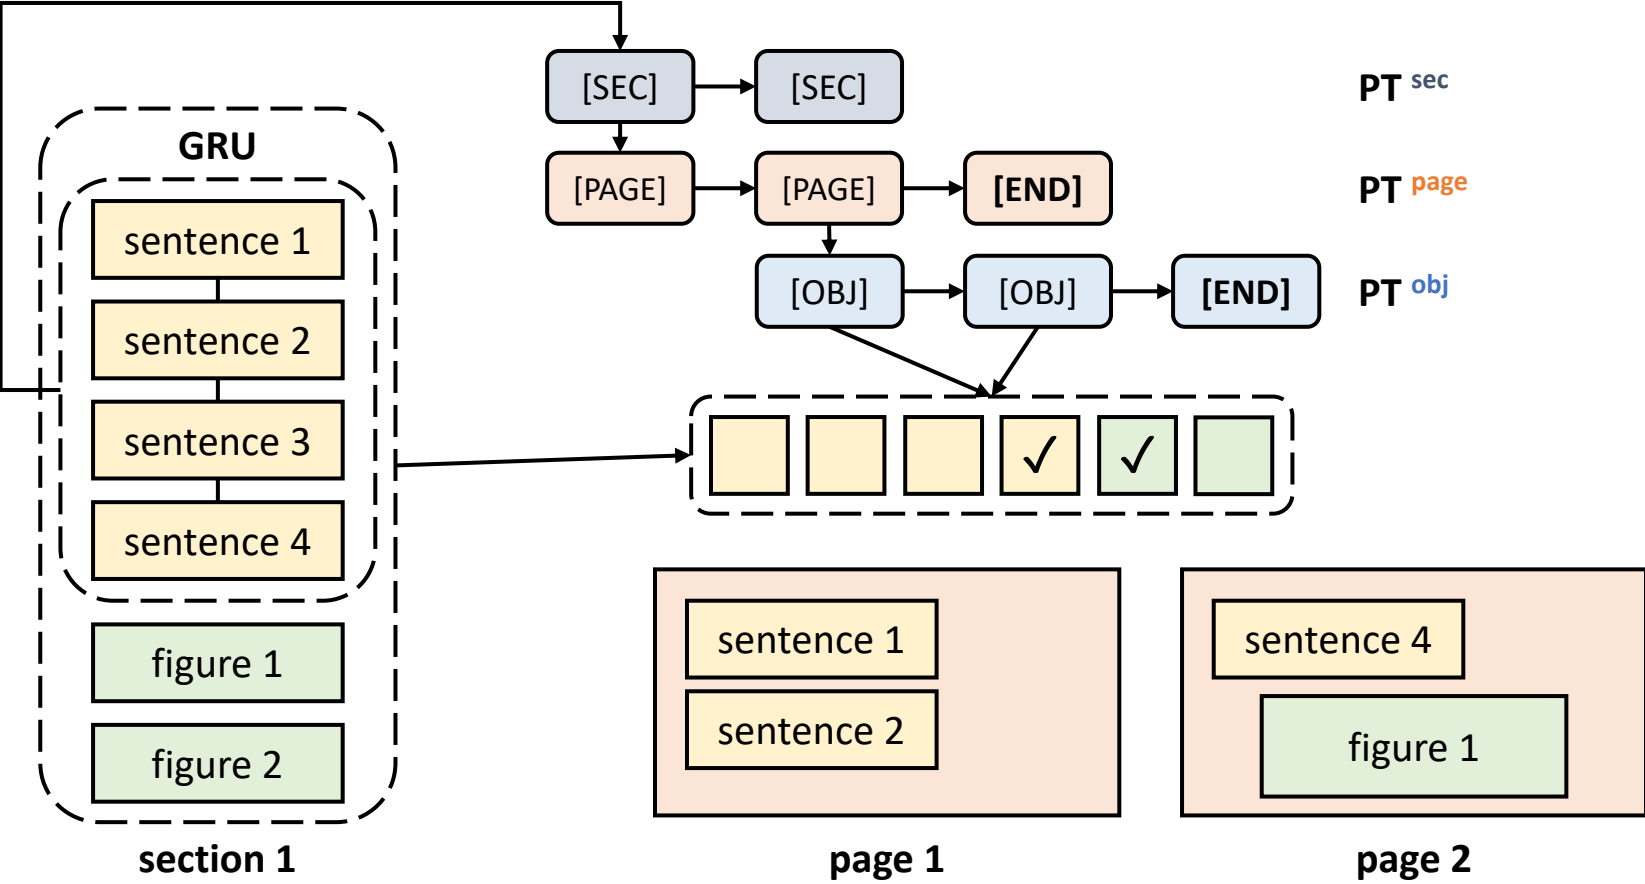 [SEC] [SEC] PT sec
GRU
[PAGE] [PAGE] [END] PT page
sentence 1
[OBJ] [OBJ] [END] PT obj
sentence 2
sentence 3
✓ ✓
sentence 4
figure 1
figure 2
section 1
sentence 1
sentence 2
page 1
sentence 4
figure 1
page 2